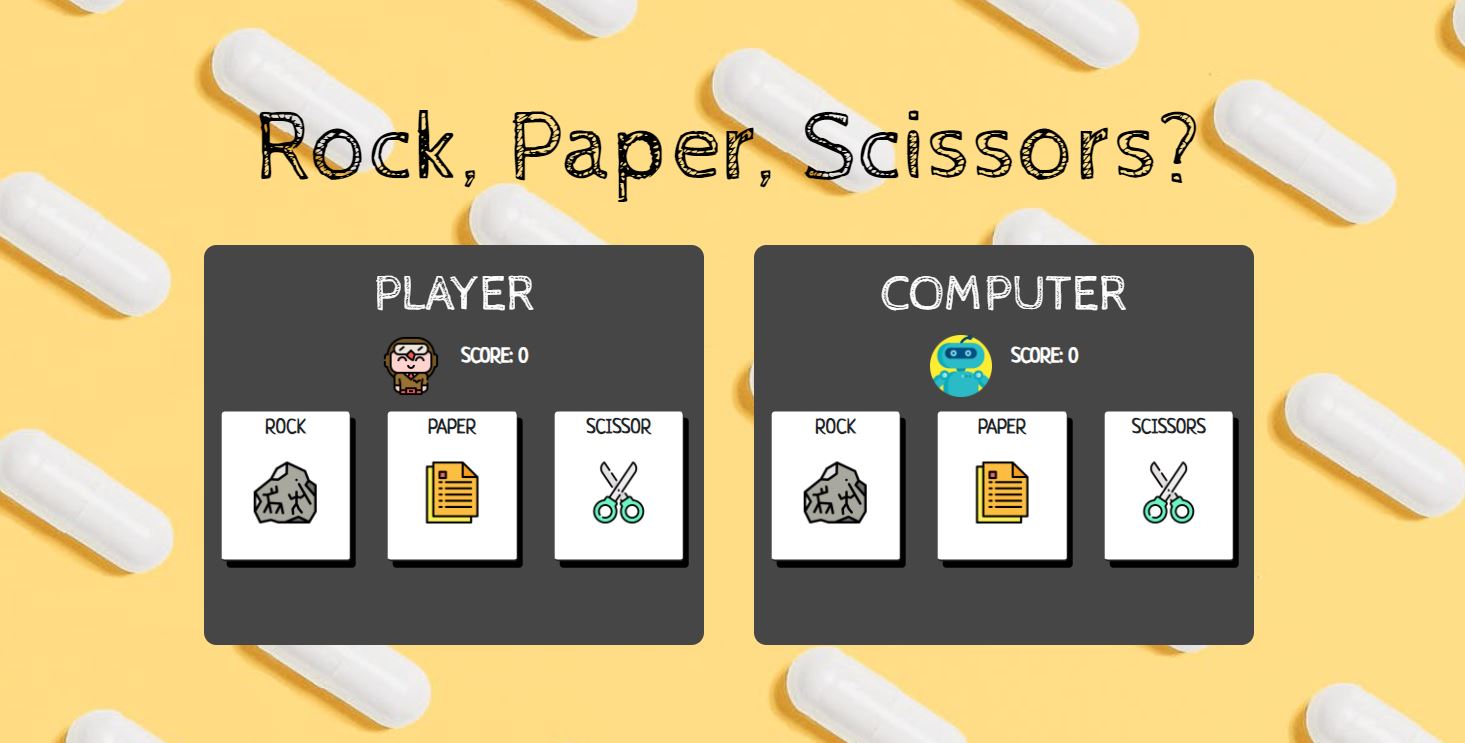 Rock, Paper, Scissors?
PLAYER
SCORE: 0
ROCK
PAPER
SCISSOR
COMPUTER
SCORE: 0
ROCK
PAPER
SCISSORS